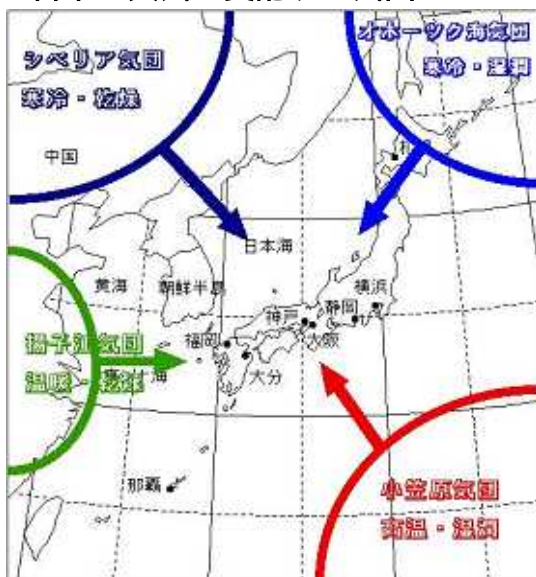 シベリア気団
寒冷・乾燥
オホーツク海気団
寒冷・湿潤
中国
札
日本海
黄海
朝鮮半島
横浜
神戸
静岡
福岡
大阪
揚子江気団
温暖・乾燥
大分
那覇
小笠原気団
高温・湿潤